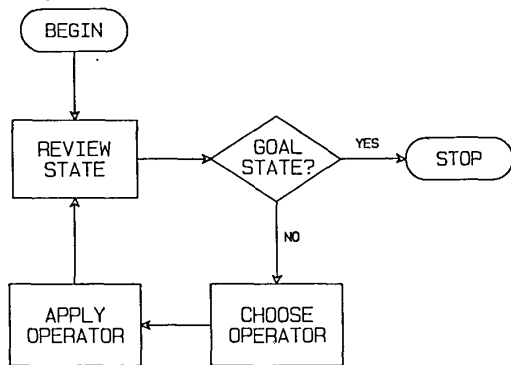 BEGIN
REVIEW
STATE
GOAL
STATE?
YES
STOP
NO
APPLY
OPERATOR
CHOOSE
OPERATOR